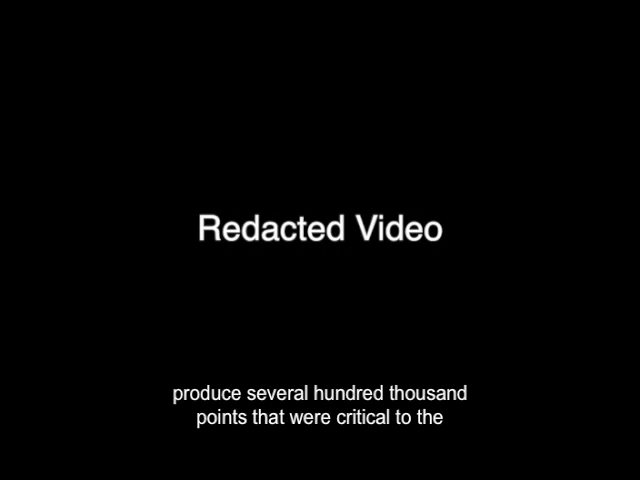 Redacted Video
produce several hundred thousand
points that were critical to the